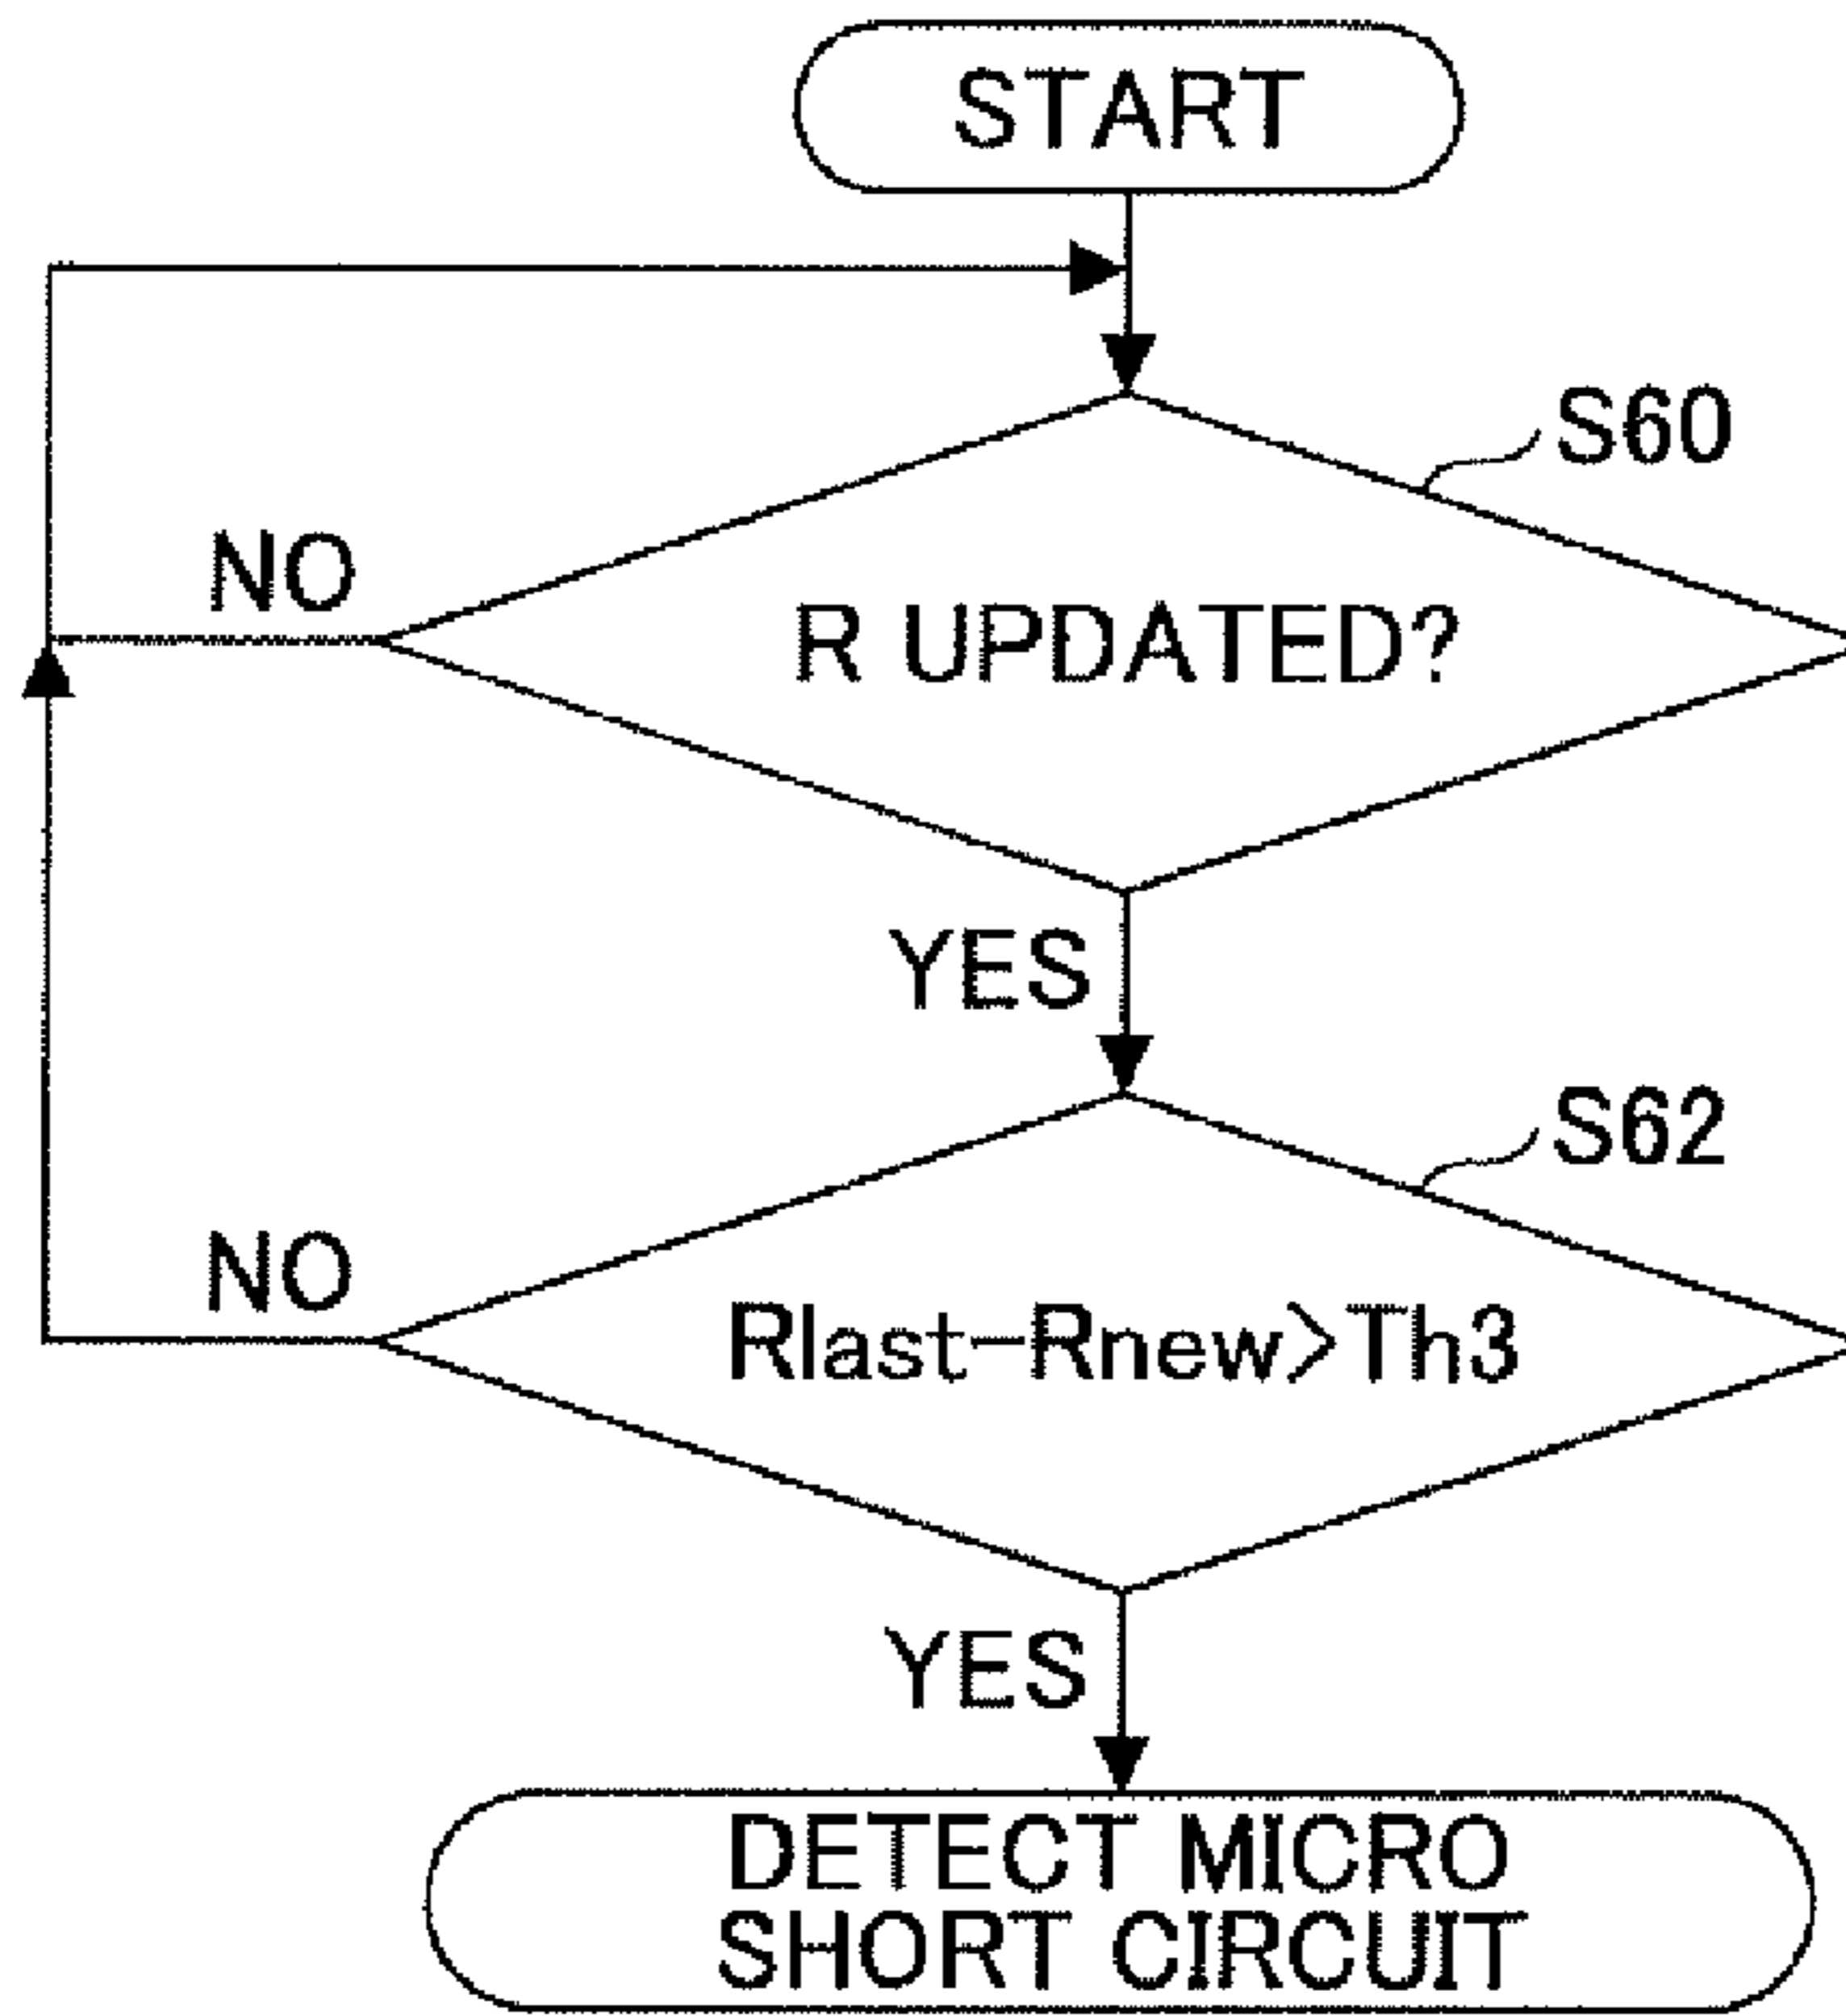 START
S60
NO
R UPDATED?
YES
S62
NO
Rlast-Rnew>Th3
YES
DETECT MICRO
SHORT CIRCUIT